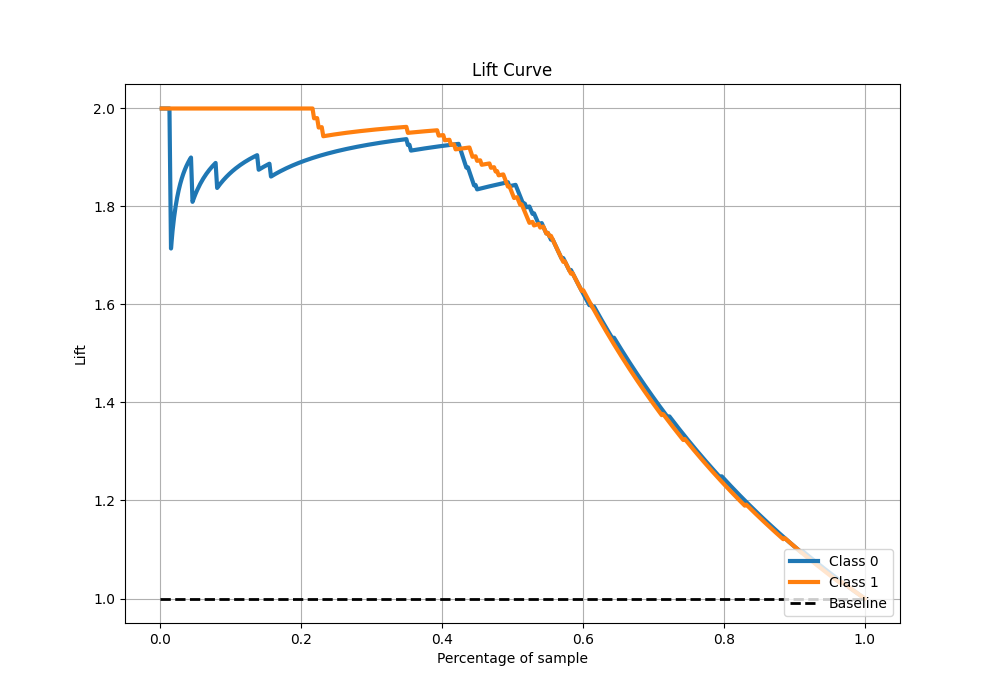 Lift Curve
2.0
1.8
1.6
1.4
1.2
1.0
Lift
0.0 0.2 0.4 0.6 0.8 1.0
Percentage of sample
Class 0
Class 1
Baseline